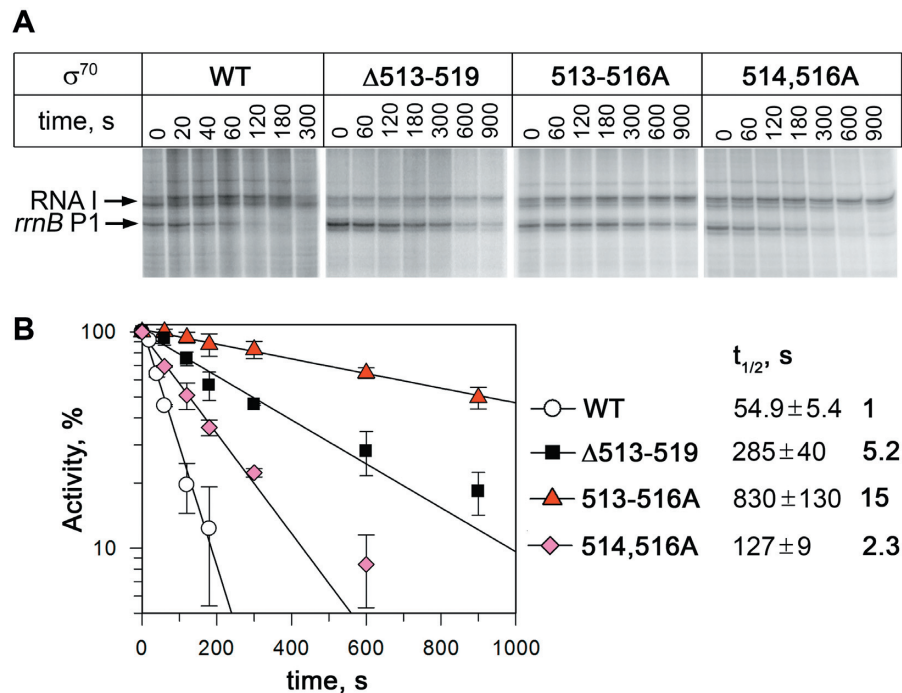 A
σ70 WT Δ513-519 513-516A 514,516A
time, s 0 20 40 60 120 180 300 0 60 120 180 300 600 900 0 60 120 180 300 600 900 0 60 120 180 300 600 900
RNA I
rrnB P1
B
100
10
Activity, %
0 200 400 600 800 1000
time, s
t1/2, s
WT 54.9±5.4 1
Δ513-519 285±40 5.2
513-516A 830±130 15
514,516A 127±9 2.3